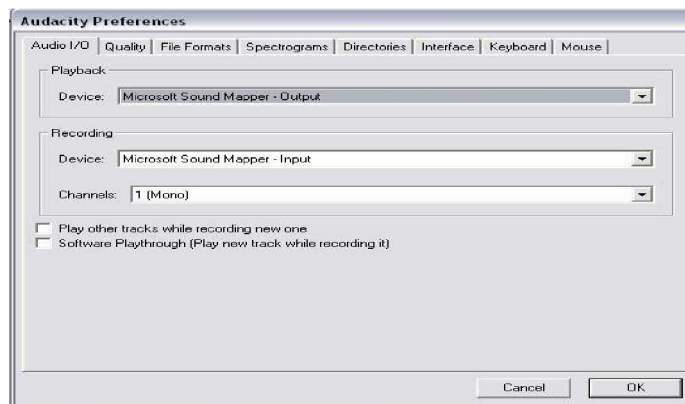 Audacity Preferences
Audio I/O Quality File Formats Spectrograms Directories Interface Keyboard Mouse
Playback
Device: Microsoft Sound Mapper - Output
Recording
Device: Microsoft Sound Mapper - Input
Channels: 1 (Mono)
Play other tracks while recording new one
Software Playthrough (Play new track while recording it)
Cancel OK